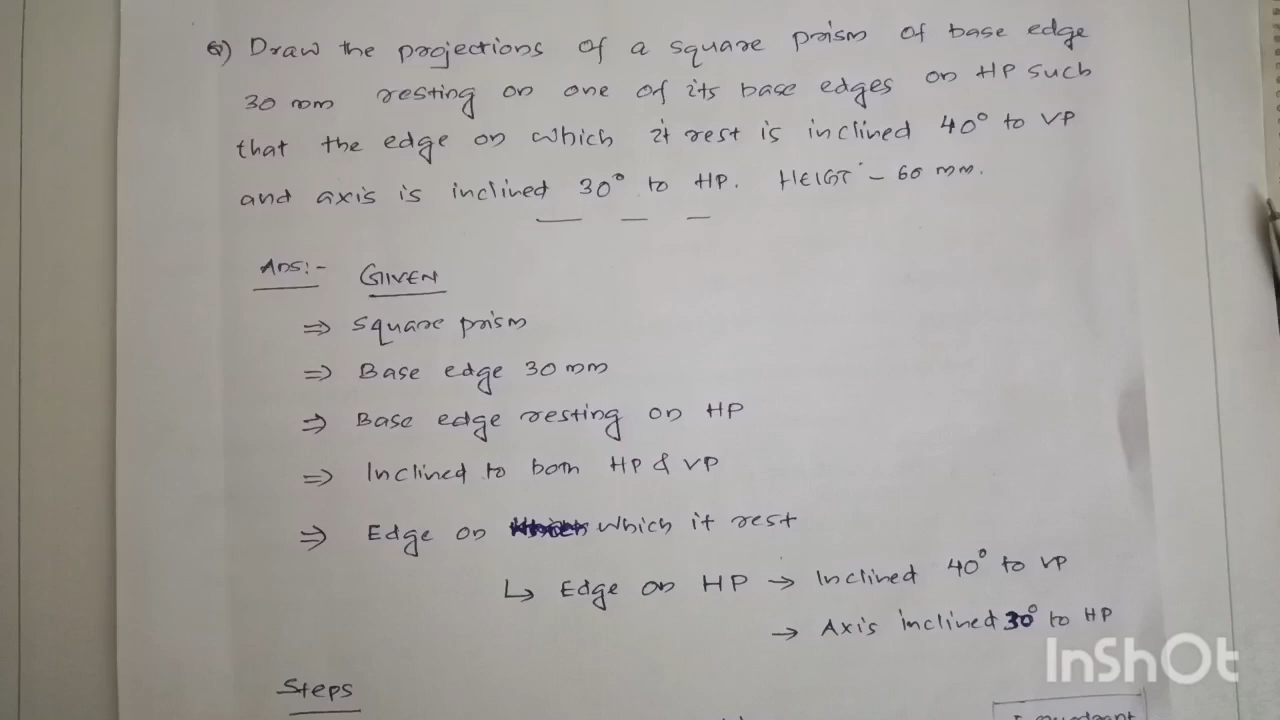 Q) Draw the projections of a square prism of base edge
30 mm resting on one of its base edges on HP such
that the edge on which it rest is inclined 40° to VP
and axis is inclined 30° to HP. HEIGT - 60 mm.
Ans:- GIVEN
⇒ square prism
⇒ Base edge 30 mm
⇒ Base edge resting on HP
⇒ Inclined to both HP & VP
⇒ Edge on which it rest
↳ Edge on HP → Inclined 40° to VP
→ Axis inclined 30° to HP
Steps
InShOt